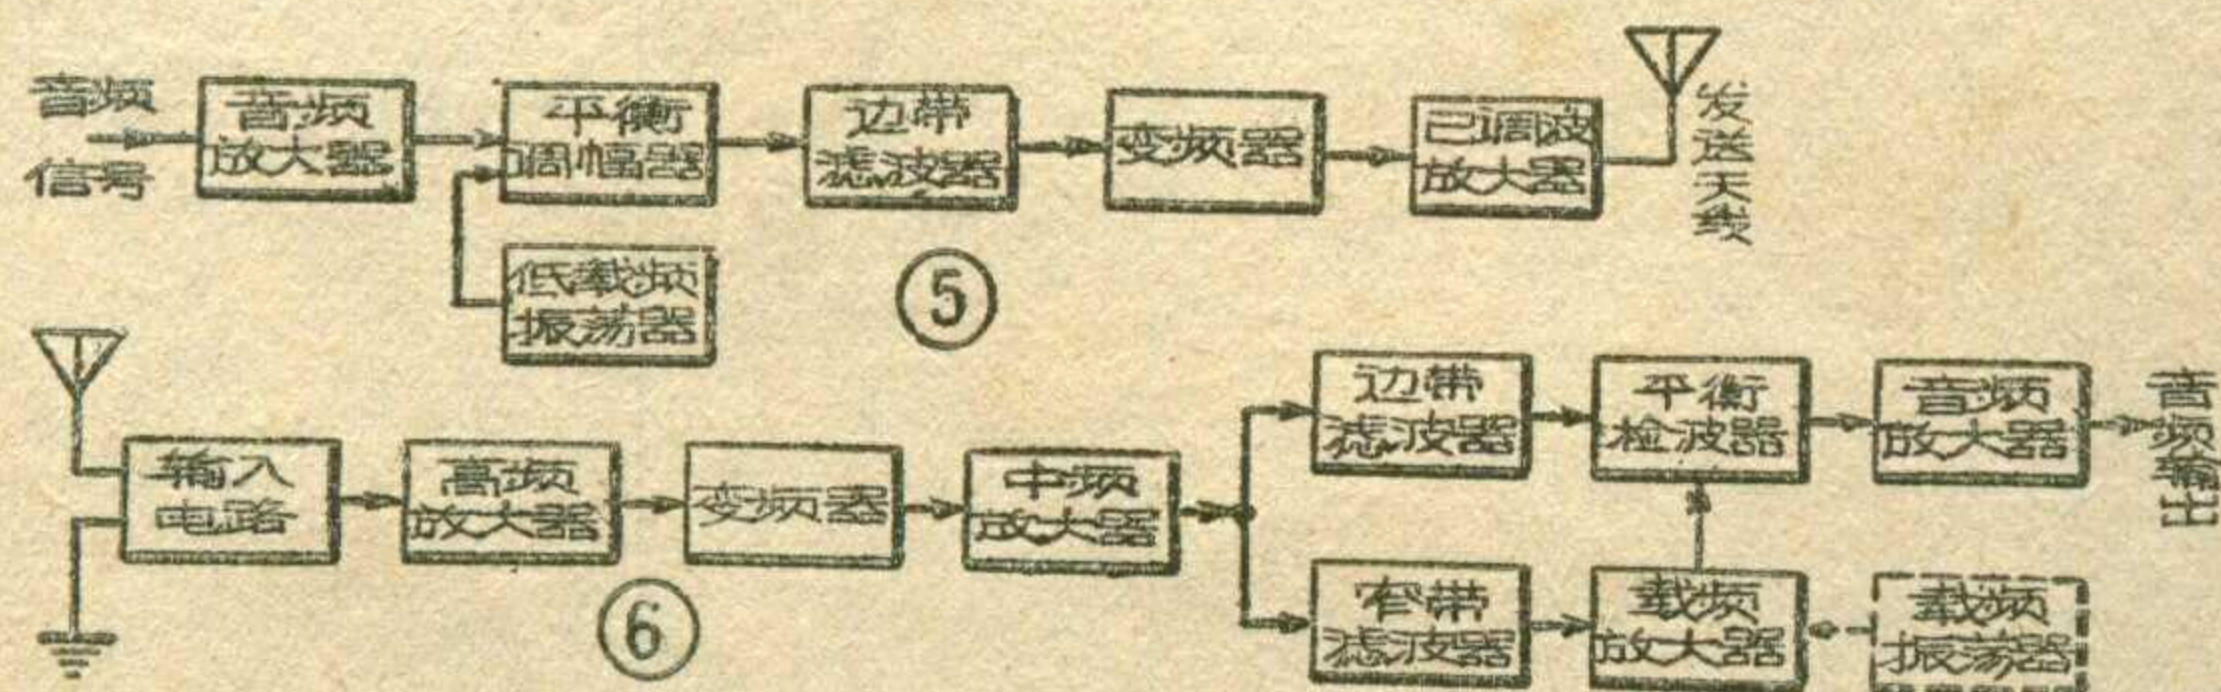 音频
信号
音频
放大器
平衡
调幅器
边带
滤波器
变频器
已调波
放大器
发送天线
低载频
振荡器
⑤
输入
电路
高频
放大器
变频器
中频
放大器
边带
滤波器
平衡
检波器
音频
放大器
音频输出
窄带
滤波器
载频
放大器
载频
振荡器
⑥